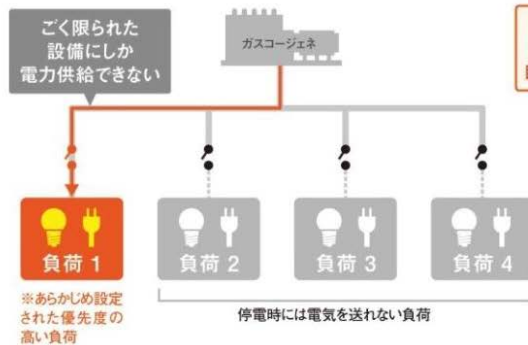 ごく限られた
設備にしか
電力供給できない
ガスコージェネ
負荷 1
負荷 2
負荷 3
負荷 4
※あらかじめ設定
された優先度の
高い負荷
停電時には電気を送れない負荷